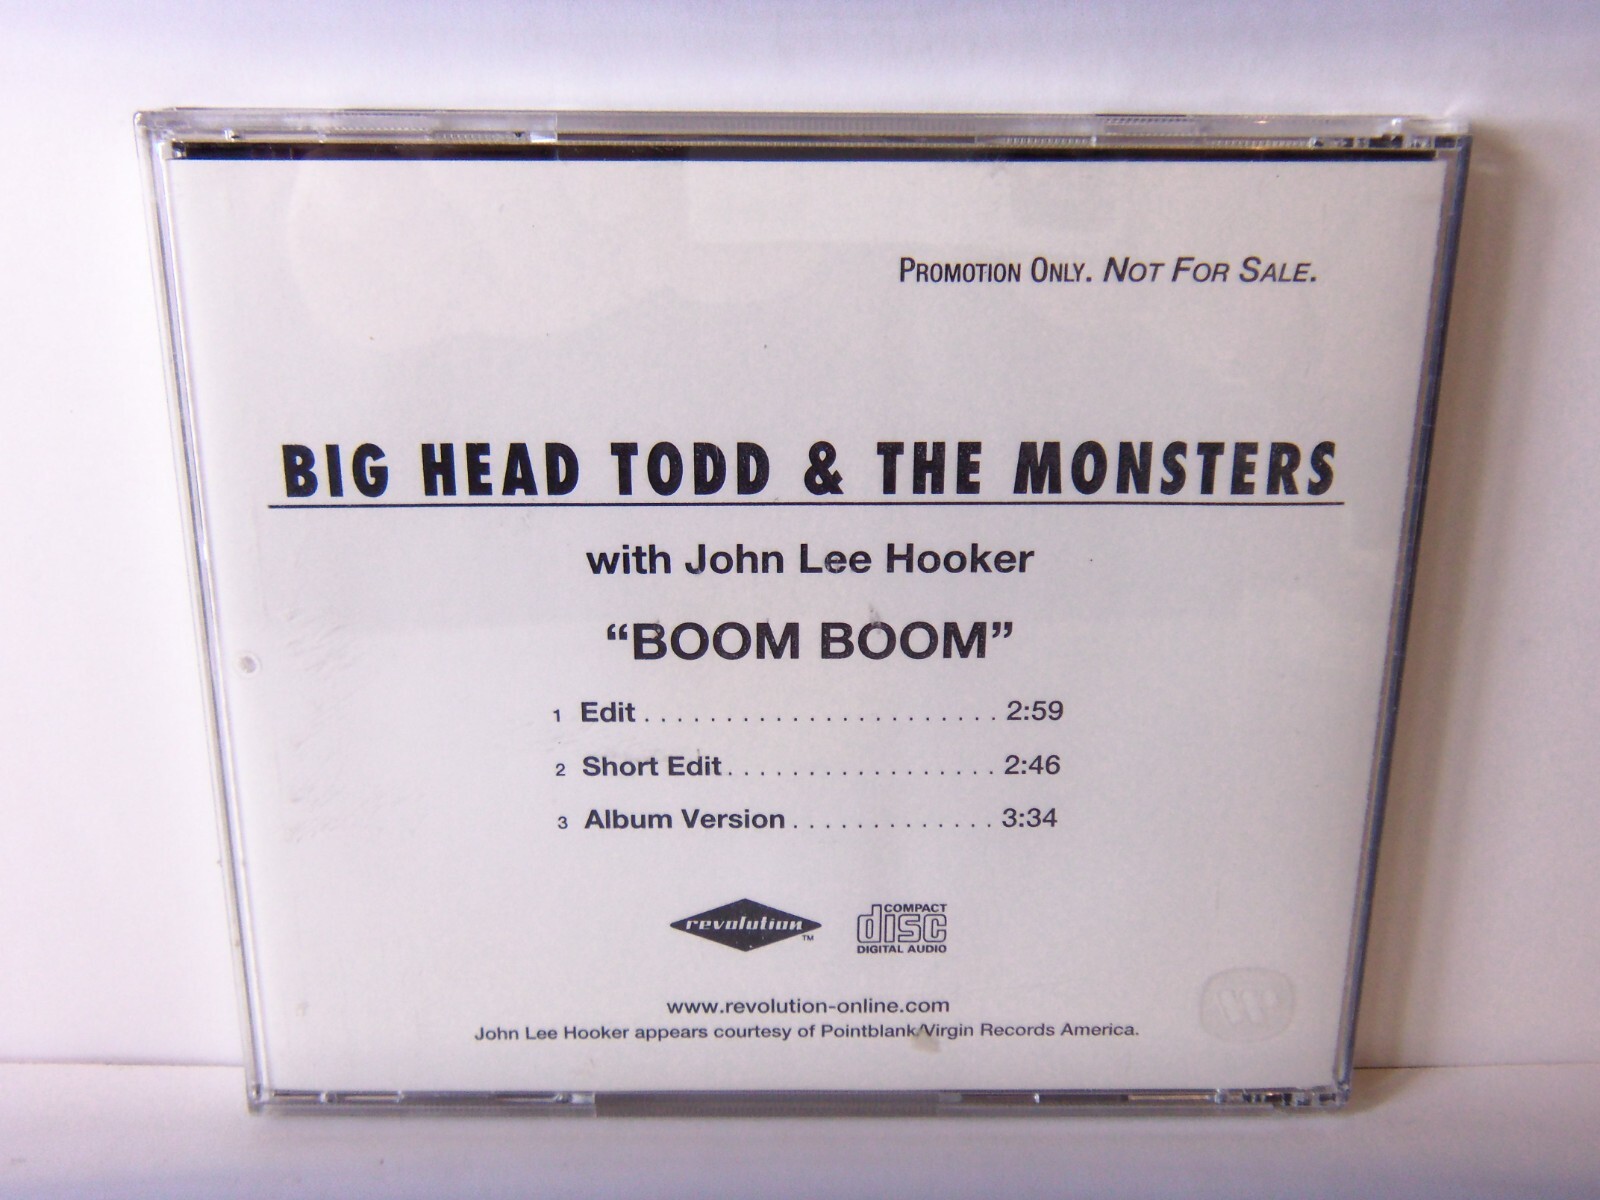 PROMOTION ONLY. NOT FOR SALE.
BIG HEAD TODD & THE MONSTERS
with John Lee Hooker
“BOOM BOOM”
1 Edit . . . . . . . . . . . . . . . . . . . . . . 2:59
2 Short Edit . . . . . . . . . . . . . . . . . 2:46
3 Album Version . . . . . . . . . . . . . 3:34
revolution™
COMPACT
disc
DIGITAL AUDIO
www.revolution-online.com
John Lee Hooker appears courtesy of Pointblank/Virgin Records America.